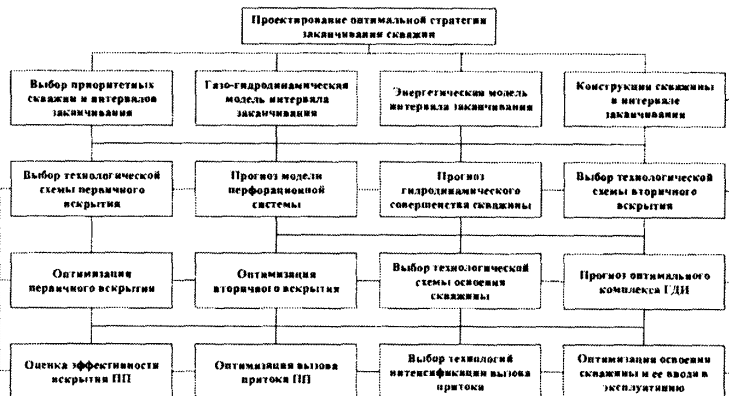 Проектирование оптимальной стратегии
заканчивания скважин
Выбор приоритетных
скважин и интервалов
заканчивания
Газо-гидродинамическая
модель интервала
заканчивания
Энергетическая модель
интервала заканчивания
Конструкция скважины
в интервале
заканчивания
Выбор технологической
схемы первичного
вскрытия
Прогноз модели
перфорационной
системы
Прогноз
гидродинамического
совершенства скважины
Выбор технологической
схемы вторичного
вскрытия
Оптимизация
первичного вскрытия
Оптимизация
вторичного вскрытия
Выбор технологической
схемы освоения
скважины
Прогноз оптимального
комплекса ГДИ
Оценка эффективности
вскрытия ПП
Оптимизация вызова
притока ПП
Выбор технологий
интенсификации вызова
притока
Оптимизация освоения
скважины и ее ввода в
эксплуатацию